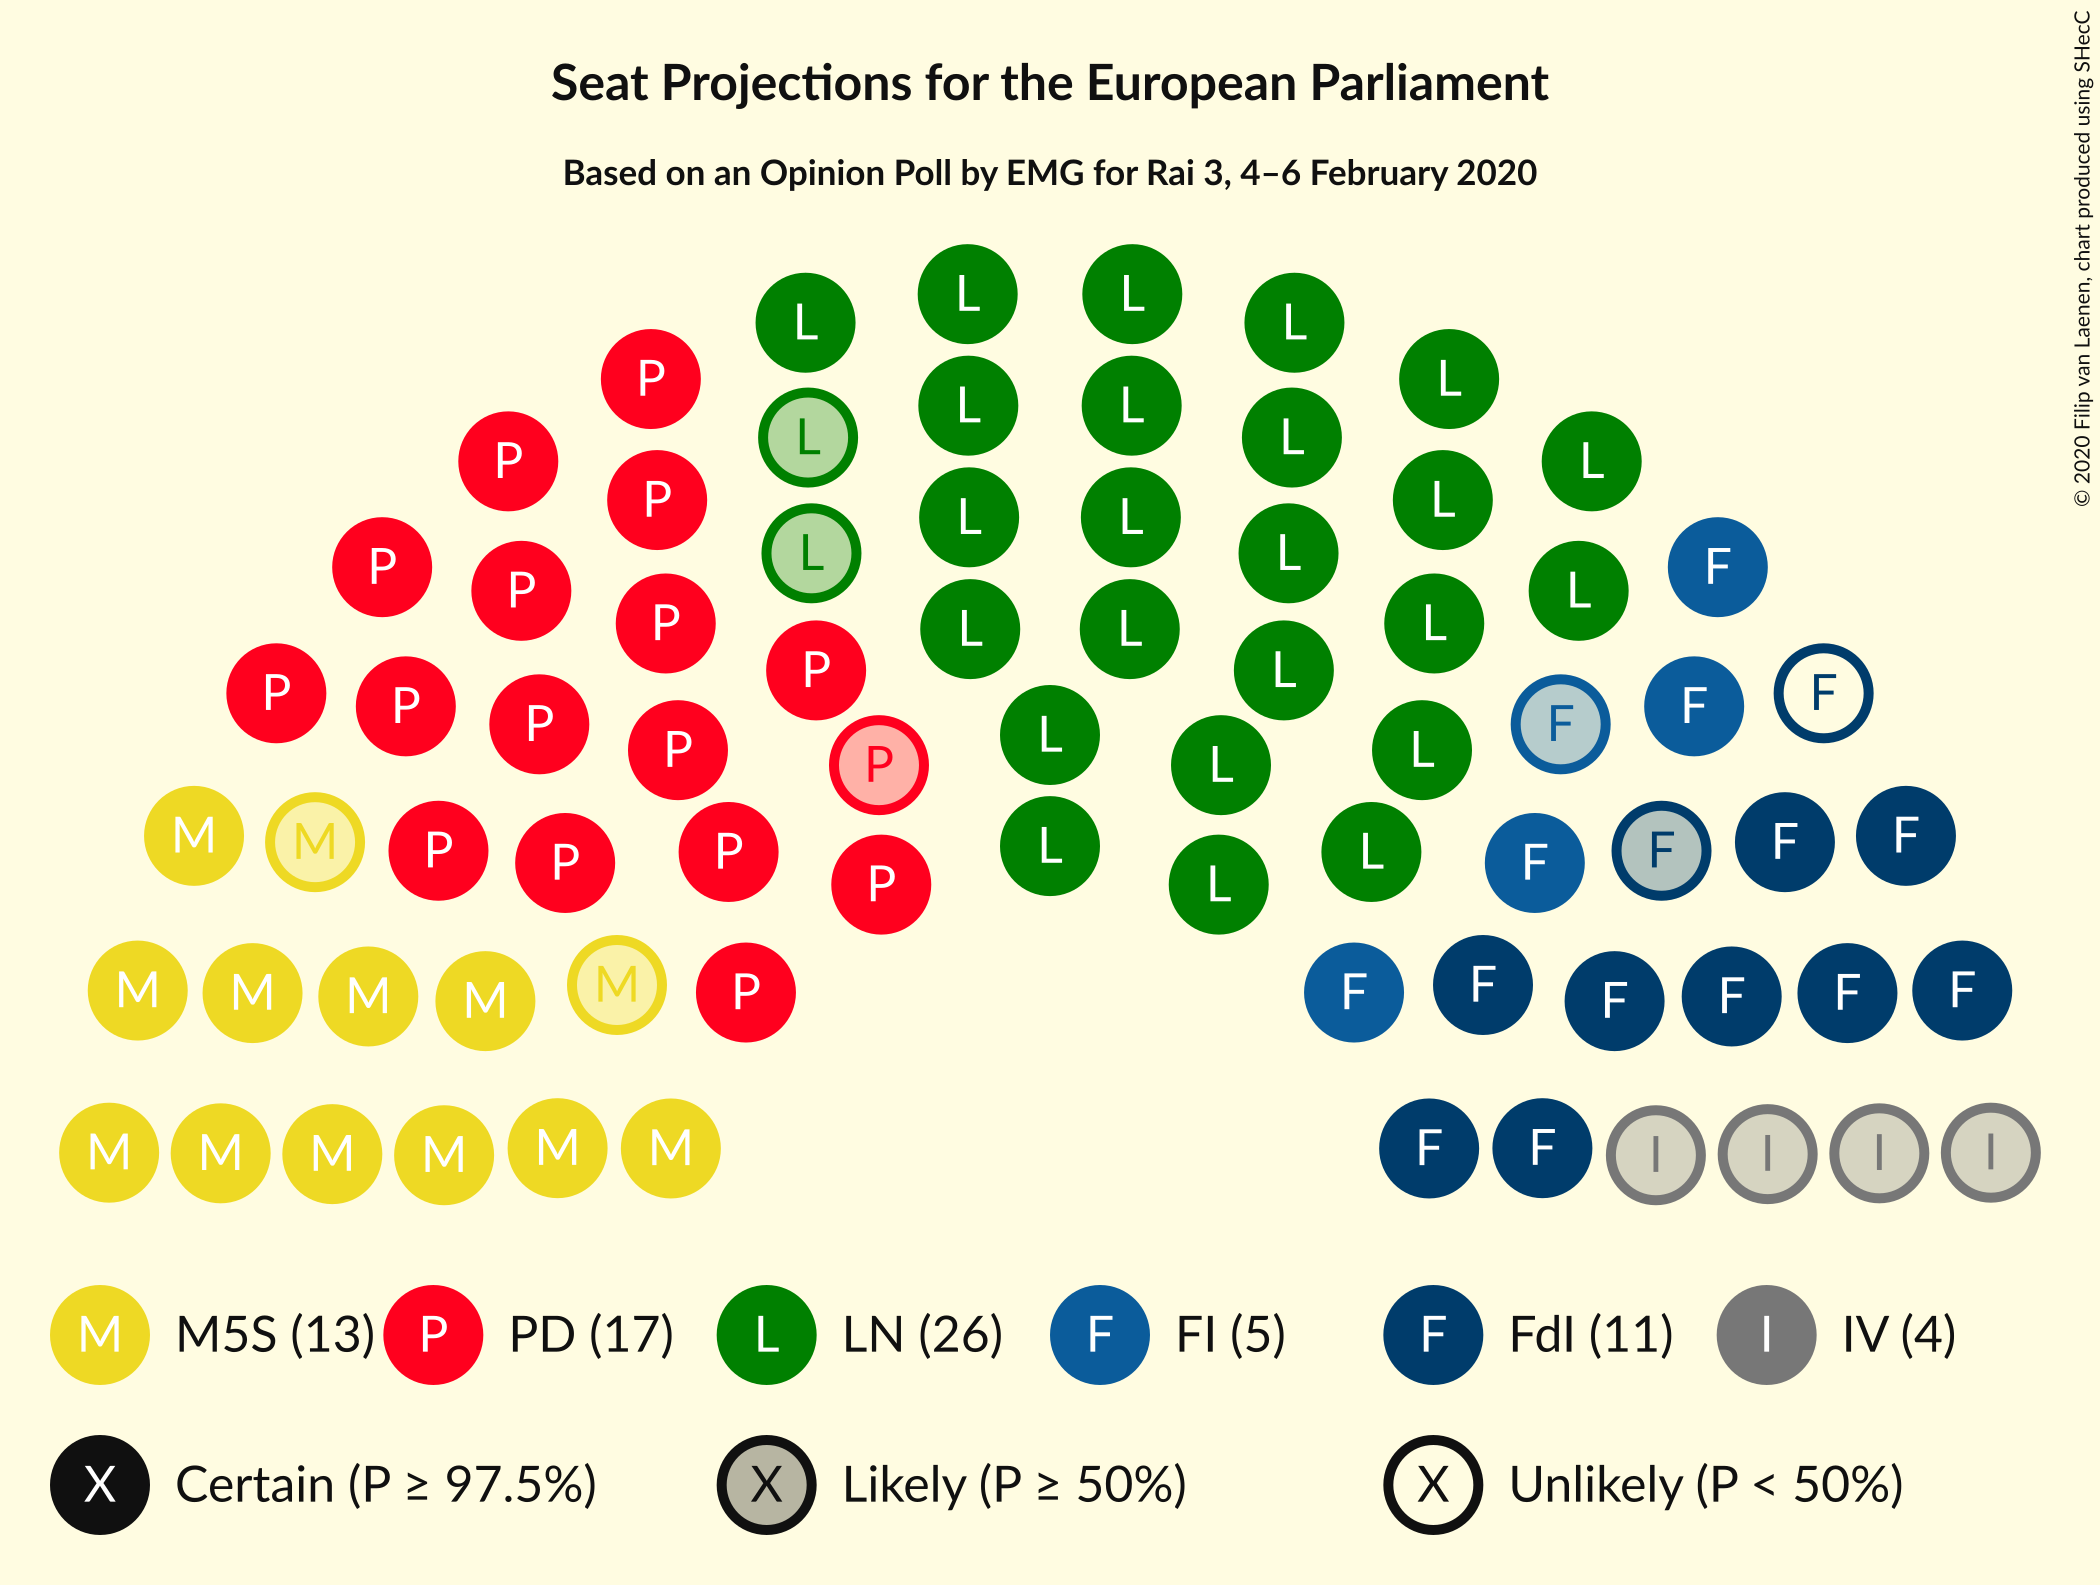 Seat Projections for the European Parliament
Based on an Opinion Poll by EMG for Rai 3, 4–6 February 2020
© 2020 Filip van Laenen, chart produced using SHecC
L L
L L
P L
L L
L L L
P L
P L L
P L L
L L
P P F
P L L
P L
L L
P L
P P F F
P F
L
P L
P L
M F
M P L F F
P P L F
P L
M M F F
M F
M M P F F F
M F
M M M M M M F F I I I I
M M5S (13) P PD (17) L LN (26) F FI (5) F FdI (11) I IV (4)
X Certain (P ≥ 97.5%) X Likely (P ≥ 50%) X Unlikely (P < 50%)